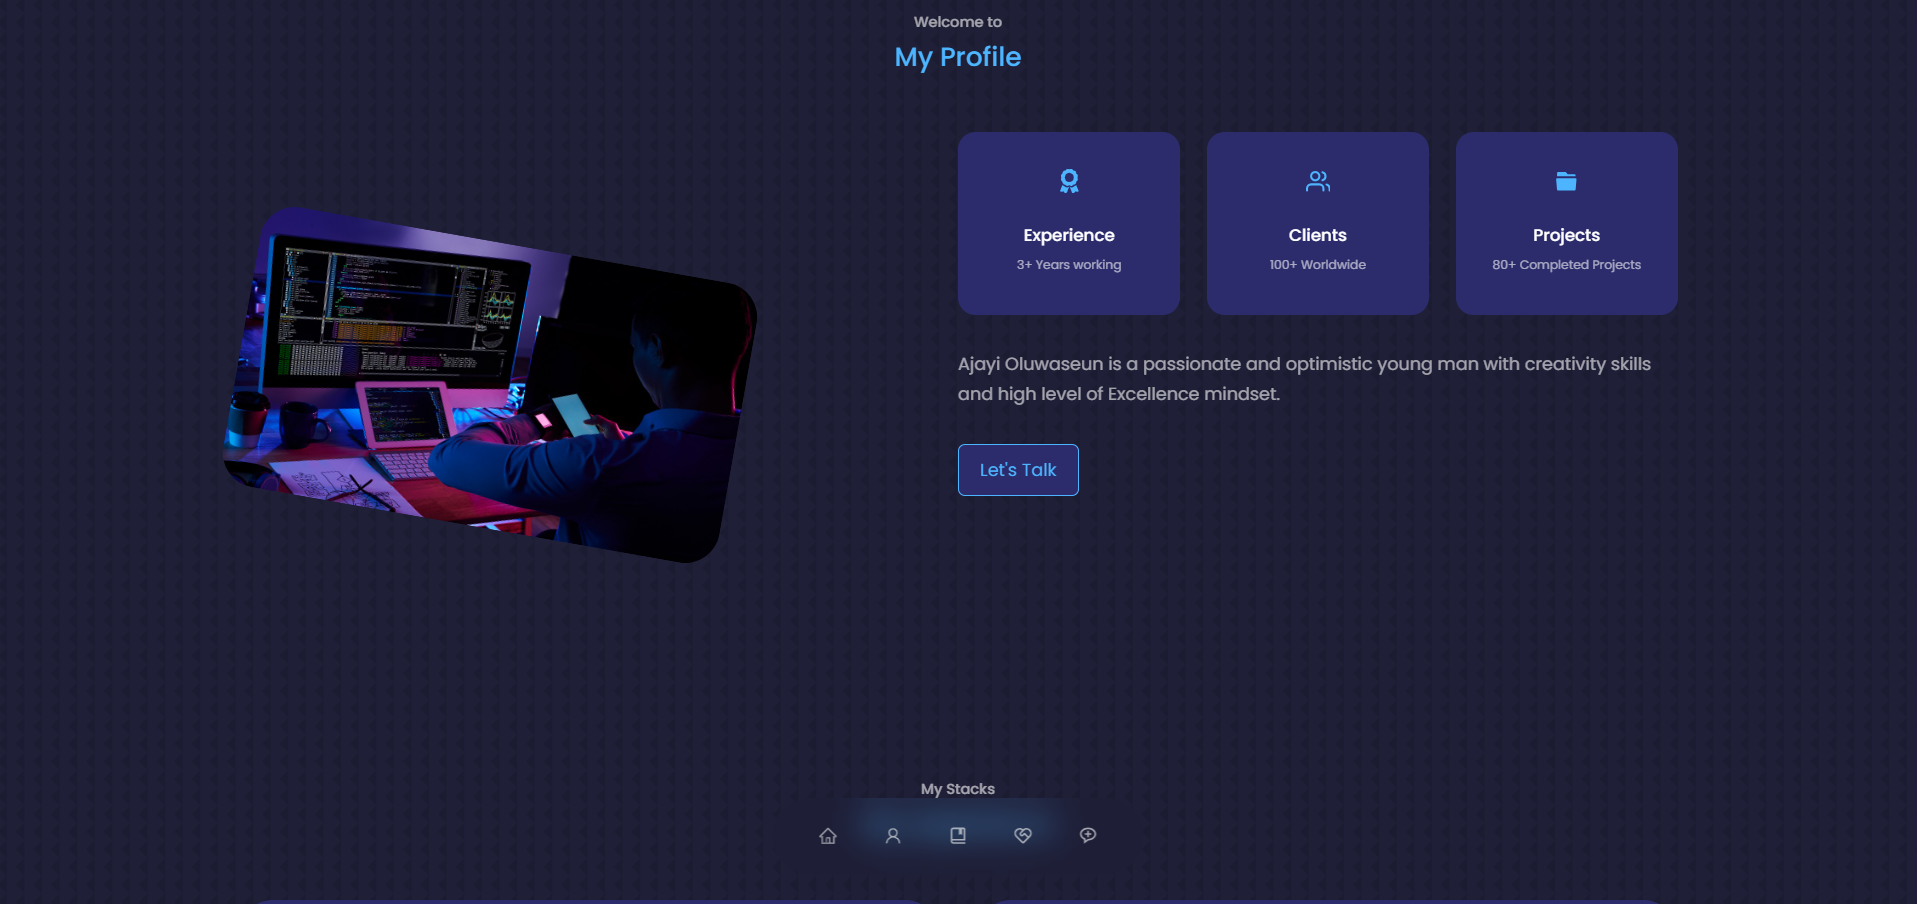 Welcome to
My Profile
Experience
3+ Years working
Clients
100+ Worldwide
Projects
80+ Completed Projects
Ajayi Oluwaseun is a passionate and optimistic young man with creativity skills
and high level of Excellence mindset.
Let's Talk
My Stacks